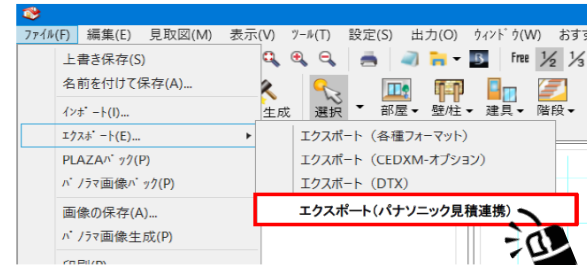 ファイル(F) 編集(E) 見取図(M) 表示(V) ツール(T) 設定(S) 出力(O) ウィンドウ(W) おす
上書き保存(S)
名前を付けて保存(A)...
Free 1/2 1/3
インポート(I)...
生成 選択 部屋 壁/柱 建具 階段
エクスポート(E)...
エクスポート（各種フォーマット）
PLAZAパック(P)
エクスポート（CEDXM-オプション）
パノラマ画像パック(P)
エクスポート（DTX）
画像の保存(A)...
エクスポート(パナソニック見積連携)
パノラマ画像生成(P)